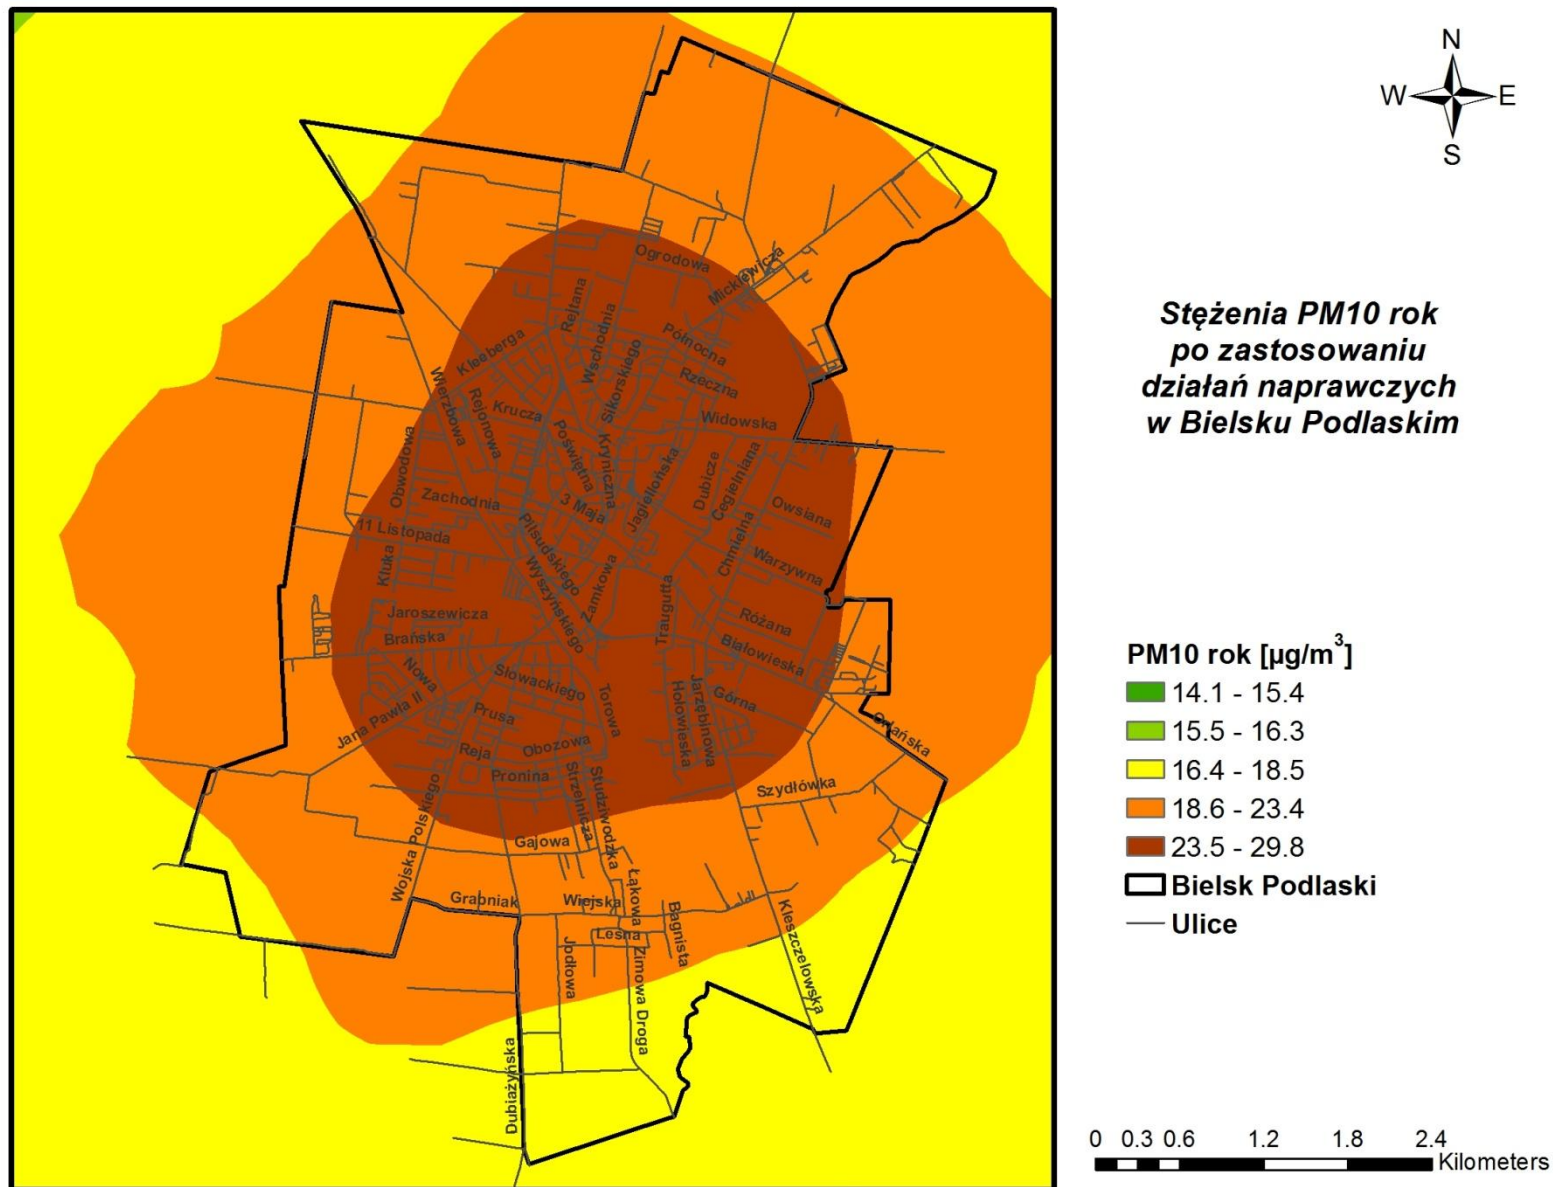 N
W E
S
Stężenia PM10 rok
po zastosowaniu
działań naprawczych
w Bielsku Podlaskim
PM10 rok [µg/m³]
14.1 - 15.4
15.5 - 16.3
16.4 - 18.5
18.6 - 23.4
23.5 - 29.8
Bielsk Podlaski
Ulice
0 0.3 0.6 1.2 1.8 2.4
Kilometers
Ogrodowa
Mickiewicza
Rejtana
Wschodnia
Północna
Kleeberga
Sikorskiego
Rzeczna
Wierzbowa
Rejonowa
Krucza
Widowska
Obwodowa
Poświętna
Kryniczna
Jagiellońska
Dubicze
Cegielniana
Zachodnia
3 Maja
Owsiana
11 Listopada
Piłsudskiego
Chmielna
Warzywna
Kluka
Wyszyńskiego
Zamkowa
Traugutta
Jaroszewicza
Różana
Brańska
Białowieska
Nowa
Słowackiego
Torowa
Hołowieska
Jarzębinowa
Górna
Jana Pawła II
Prusa
Orlańska
Reja
Obozowa
Pronina
Strzelnicza
Studziwodzka
Szydłówka
Wojska Polskiego
Gajowa
Grabniak
Wiejska
Łąkowa
Bagnista
Kleszczelowska
Leśna
Jodłowa
Zimowa Droga
Dubiażyńska